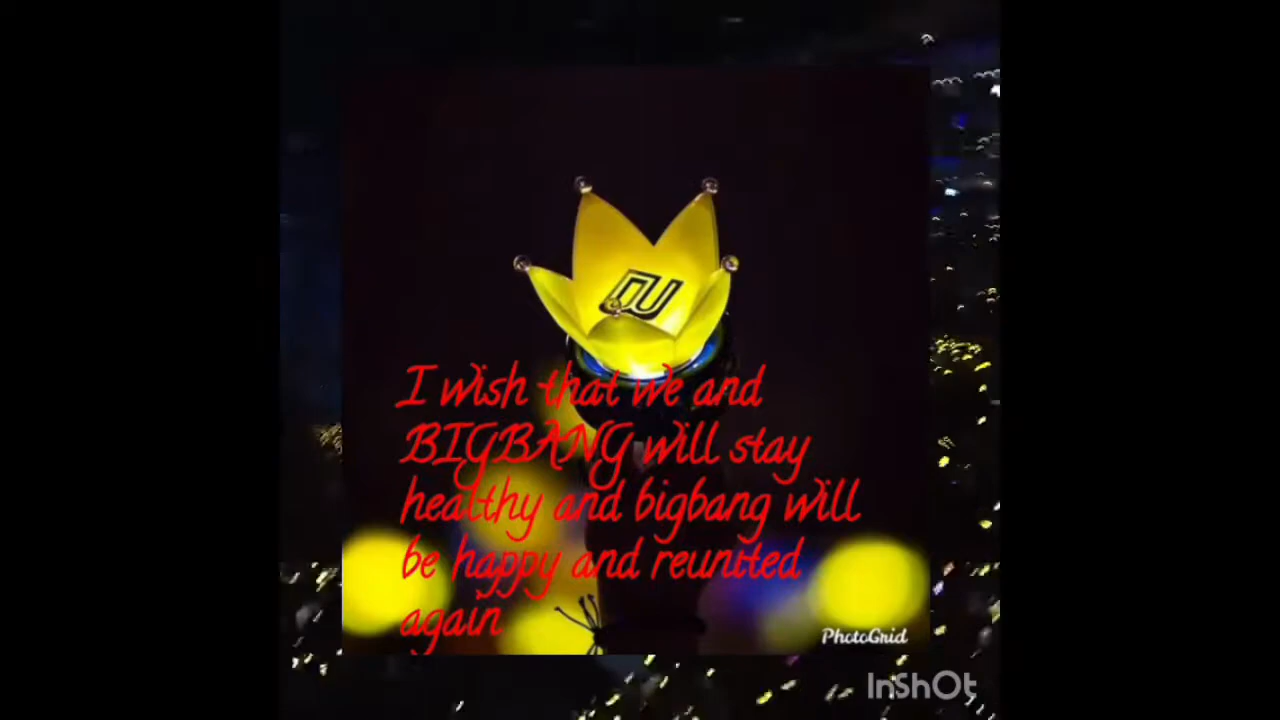 I wish that we and
BIGBANG will stay
healthy and bigbang will
be happy and reunited
again
PhotoGrid
InShOt